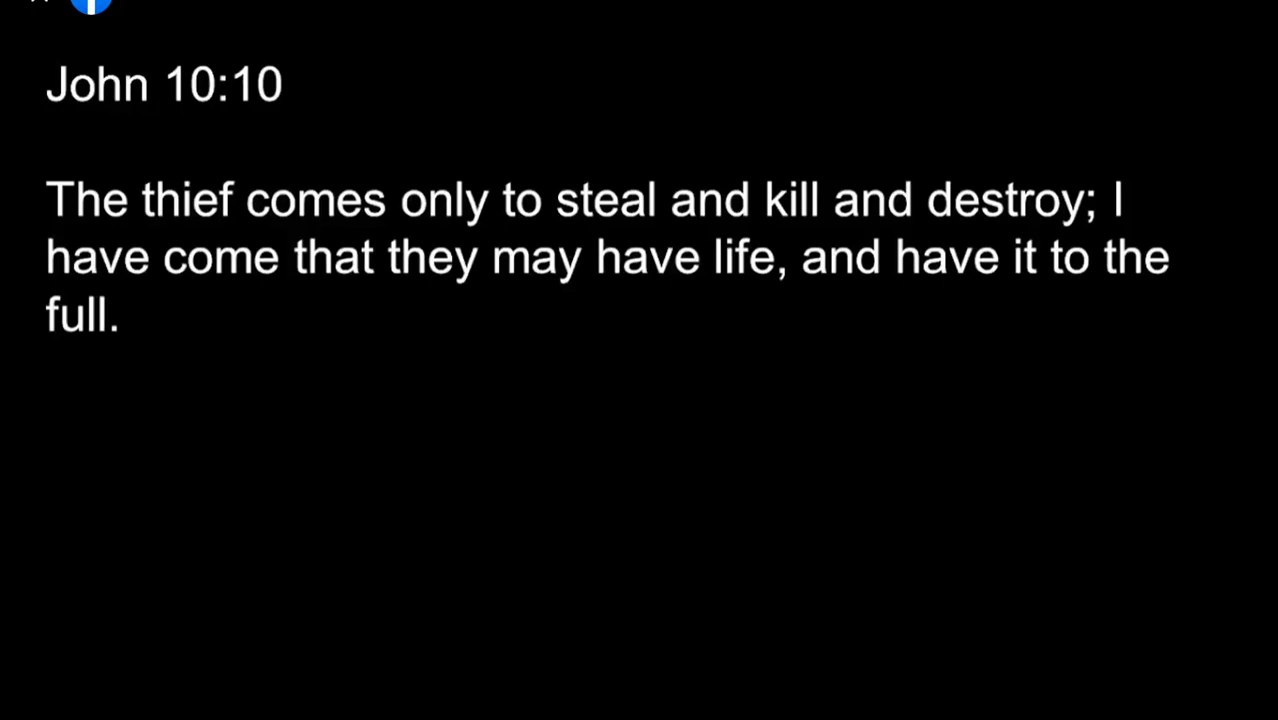 John 10:10
The thief comes only to steal and kill and destroy; I
have come that they may have life, and have it to the
full.